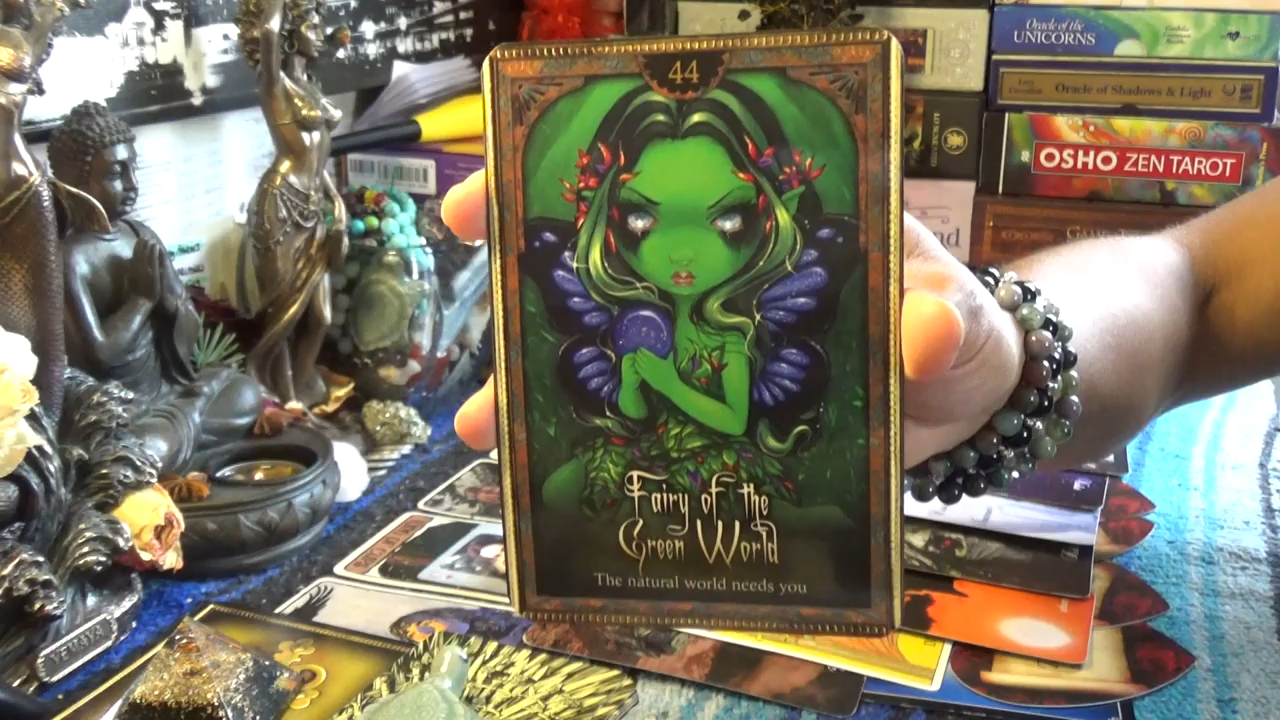 44
Fairy of the
Green World
The natural world needs you
Oracle of the
UNICORNS
Oracle of Shadows & Light
OSHO ZEN TAROT
YEMAYA